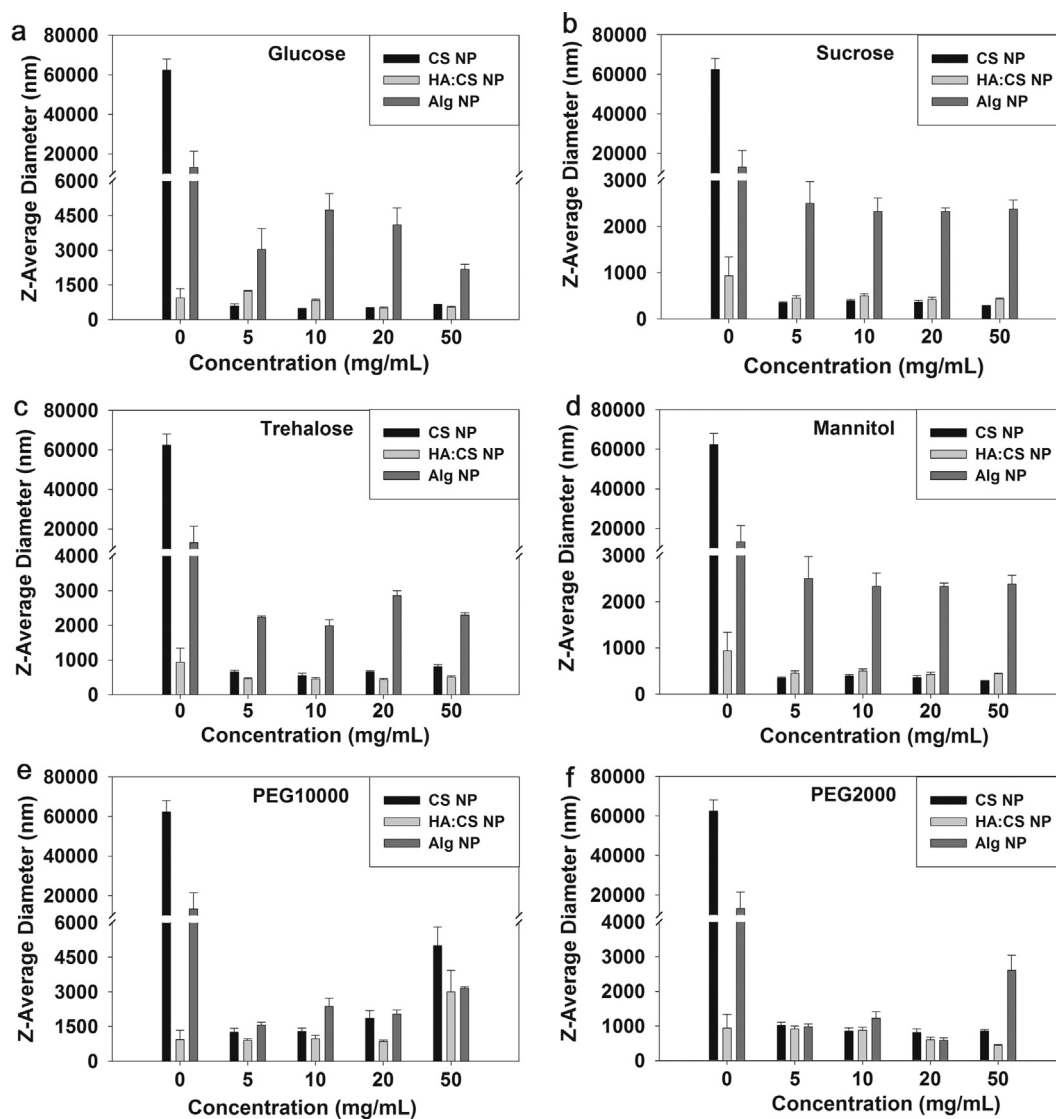 a
Glucose
CS NP
HA:CS NP
Alg NP
Z-Average Diameter (nm)
80000
60000
40000
20000
6000
4500
3000
1500
0
0 5 10 20 50
Concentration (mg/mL)
b
Sucrose
CS NP
HA:CS NP
Alg NP
Z-Average Diameter (nm)
80000
60000
40000
20000
3000
2000
1000
0
0 5 10 20 50
Concentration (mg/mL)
c
Trehalose
CS NP
HA:CS NP
Alg NP
Z-Average Diameter (nm)
80000
60000
40000
20000
4000
3000
2000
1000
0
0 5 10 20 50
Concentration (mg/mL)
d
Mannitol
CS NP
HA:CS NP
Alg NP
Z-Average Diameter (nm)
80000
60000
40000
20000
3000
2000
1000
0
0 5 10 20 50
Concentration (mg/mL)
e
PEG10000
CS NP
HA:CS NP
Alg NP
Z-Average Diameter (nm)
80000
60000
40000
20000
6000
4500
3000
1500
0
0 5 10 20 50
Concentration (mg/mL)
f
PEG2000
CS NP
HA:CS NP
Alg NP
Z-Average Diameter (nm)
80000
60000
40000
20000
4000
3000
2000
1000
0
0 5 10 20 50
Concentration (mg/mL)